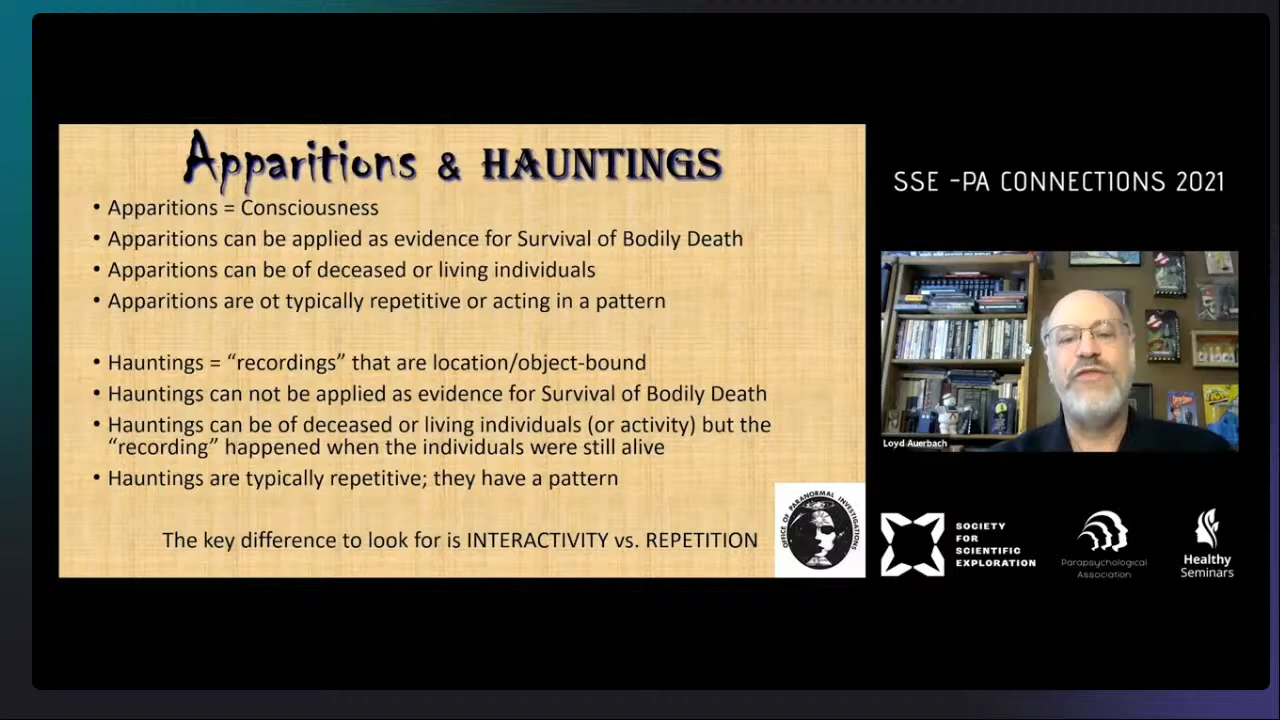 Apparitions & HAUNTINGS
• Apparitions = Consciousness
• Apparitions can be applied as evidence for Survival of Bodily Death
• Apparitions can be of deceased or living individuals
• Apparitions are ot typically repetitive or acting in a pattern
• Hauntings = “recordings” that are location/object-bound
• Hauntings can not be applied as evidence for Survival of Bodily Death
• Hauntings can be of deceased or living individuals (or activity) but the
“recording” happened when the individuals were still alive
• Hauntings are typically repetitive; they have a pattern
The key difference to look for is INTERACTIVITY vs. REPETITION
OFFICE OF PARANORMAL INVESTIGATIONS
SSE -PA CONNECTIONS 2021
Loyd Auerbach
SOCIETY
FOR
SCIENTIFIC
EXPLORATION
Parapsychological
Association
Healthy
Seminars